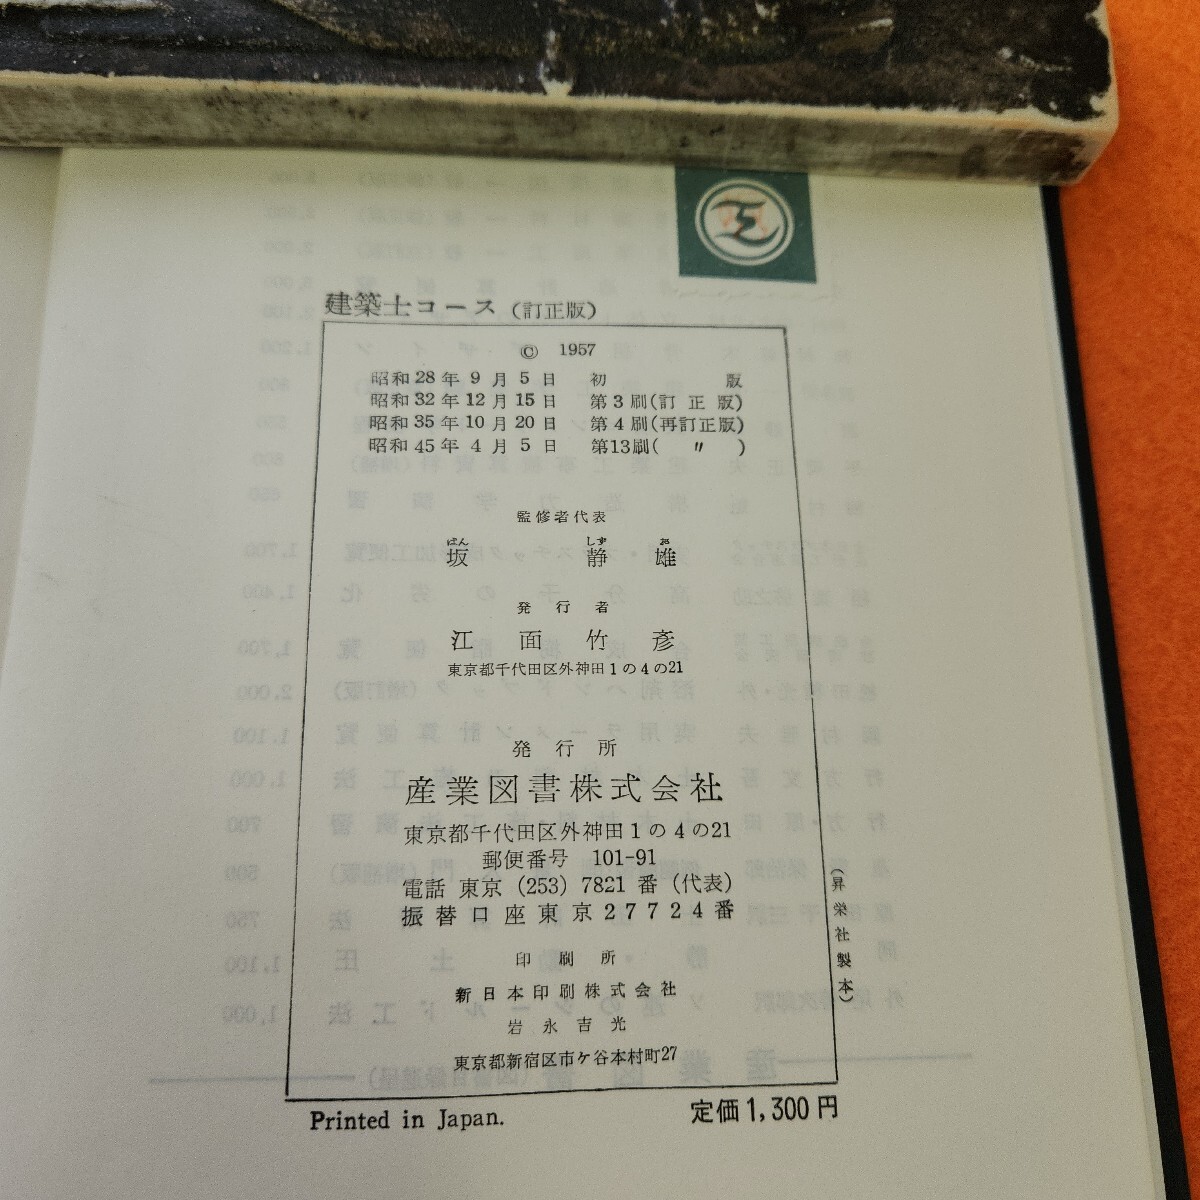 建築士コース (訂正版)
© 1957
昭和28年 9 月 5 日 初 版
昭和32年12月15日 第3刷(訂正版)
昭和35年10月20日 第4刷(再訂正版)
昭和45年 4 月 5 日 第13刷( 〃 )
監修者代表
ばん しず お
坂 静 雄
発 行 者
江 面 竹 彦
東京都千代田区外神田1の4の21
発 行 所
産業図書株式会社
東京都千代田区外神田1の4の21
郵便番号 101-91
電話 東京 (253) 7821 番 (代表)
振替口座東京27724番
印 刷 所
新日本印刷株式会社
岩 永 吉 光
東京都新宿区市ケ谷本村町27
(昇栄社製本)
Printed in Japan.
定価1,300円